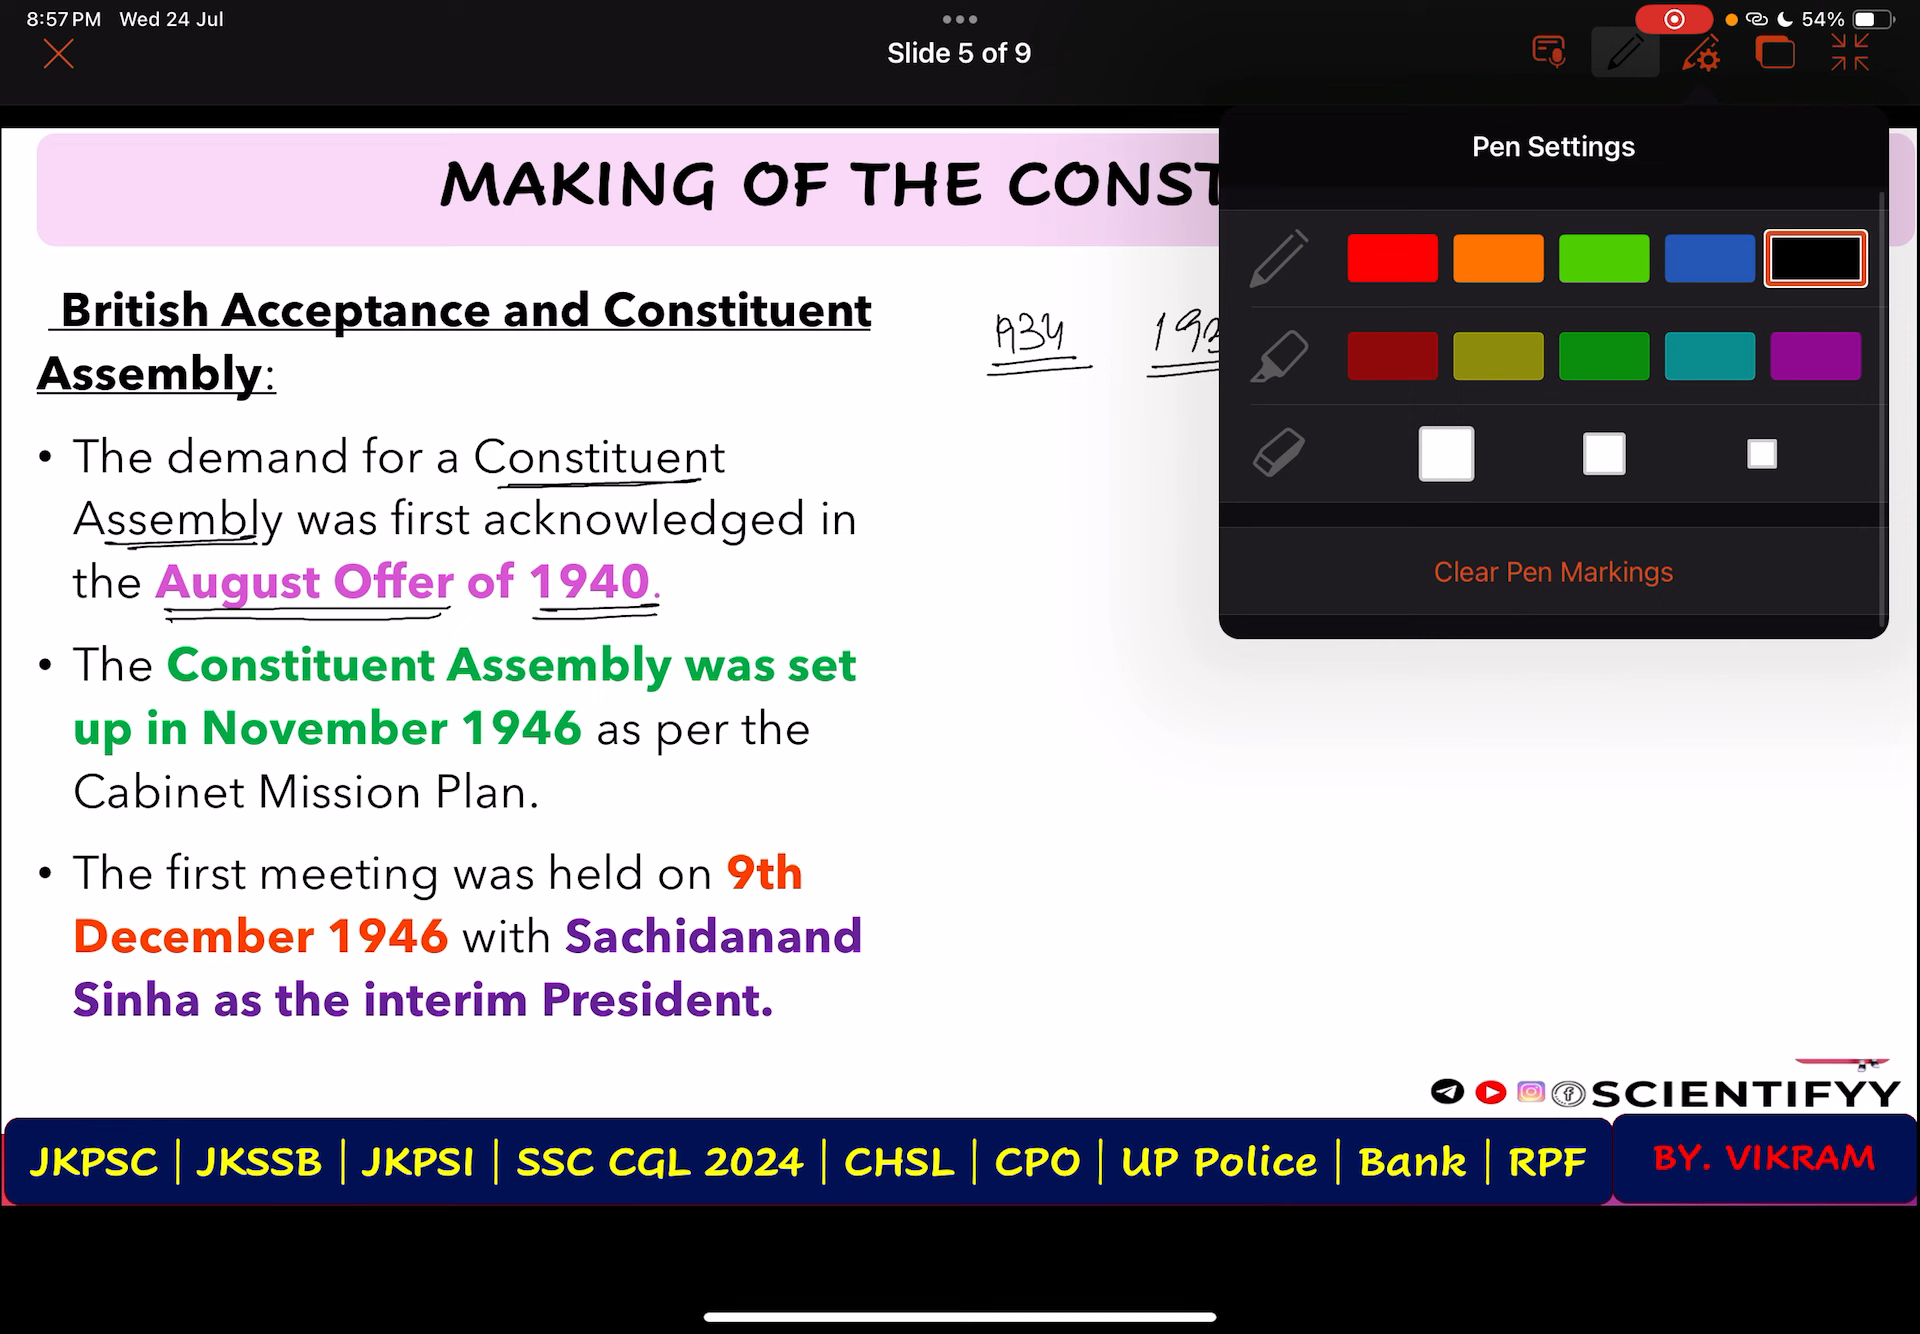 8:57 PM Wed 24 Jul
54%
Slide 5 of 9
Pen Settings
Clear Pen Markings
MAKING OF THE CONST
British Acceptance and Constituent
Assembly:
1934
• The demand for a Constituent
Assembly was first acknowledged in
the August Offer of 1940.
• The Constituent Assembly was set
up in November 1946 as per the
Cabinet Mission Plan.
• The first meeting was held on 9th
December 1946 with Sachidanand
Sinha as the interim President.
SCIENTIFYY
JKPSC | JKSSB | JKPSI | SSC CGL 2024 | CHSL | CPO | UP Police | Bank | RPF
BY. VIKRAM